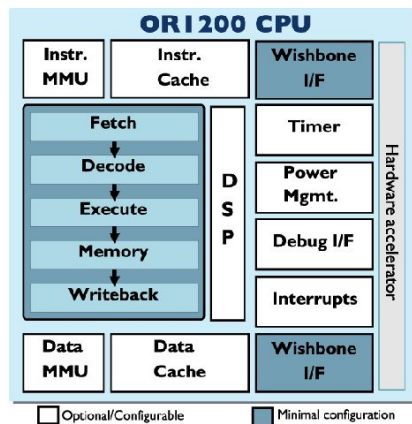 OR1200 CPU
Instr.
MMU
Instr.
Cache
Wishbone
I/F
Fetch
Decode
Execute
Memory
Writeback
D
S
P
Timer
Power
Mgmt.
Debug I/F
Interrupts
Hardware accelerator
Data
MMU
Data
Cache
Wishbone
I/F
Optional/Configurable
Minimal configuration